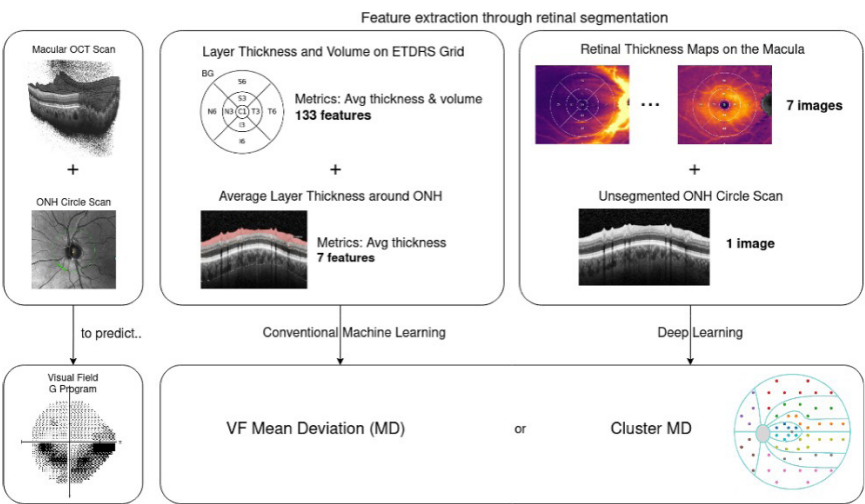 Feature extraction through retinal segmentation
Macular OCT Scan
+
ONH Circle Scan
Layer Thickness and Volume on ETDRS Grid
BG
S6
S3
N6 N3 C1 T3 T6
I3
I6
Metrics: Avg thickness & volume
133 features
+
Average Layer Thickness around ONH
Metrics: Avg thickness
7 features
Retinal Thickness Maps on the Macula
...
7 images
+
Unsegmented ONH Circle Scan
1 image
to predict..
Conventional Machine Learning
Deep Learning
Visual Field
G Program
VF Mean Deviation (MD)
or
Cluster MD